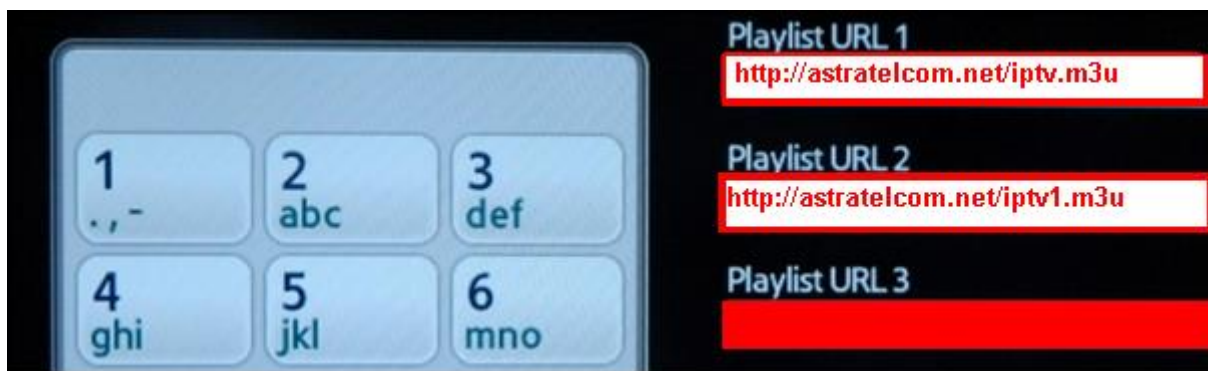 Playlist URL 1
http://astratelcom.net/iptv.m3u
Playlist URL 2
http://astratelcom.net/iptv1.m3u
Playlist URL 3
1 2 3
.,- abc def
4 5 6
ghi jkl mno